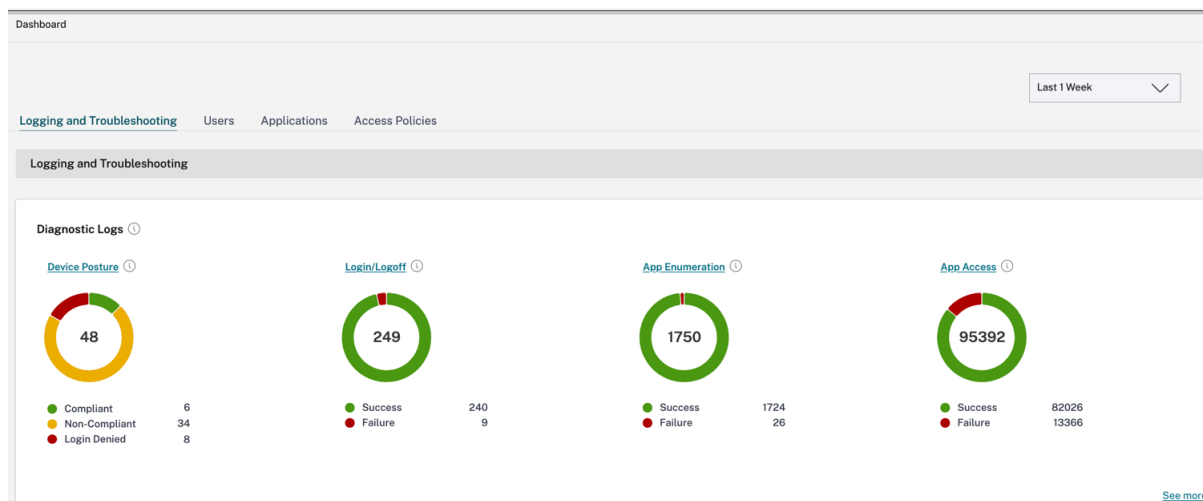 Dashboard
Last 1 Week
Logging and Troubleshooting Users Applications Access Policies
Logging and Troubleshooting
Diagnostic Logs
Device Posture Login/Logoff App Enumeration App Access
48 249 1750 95392
Compliant 6 Success 240 Success 1724 Success 82026
Non-Compliant 34 Failure 9 Failure 26 Failure 13366
Login Denied 8
See more